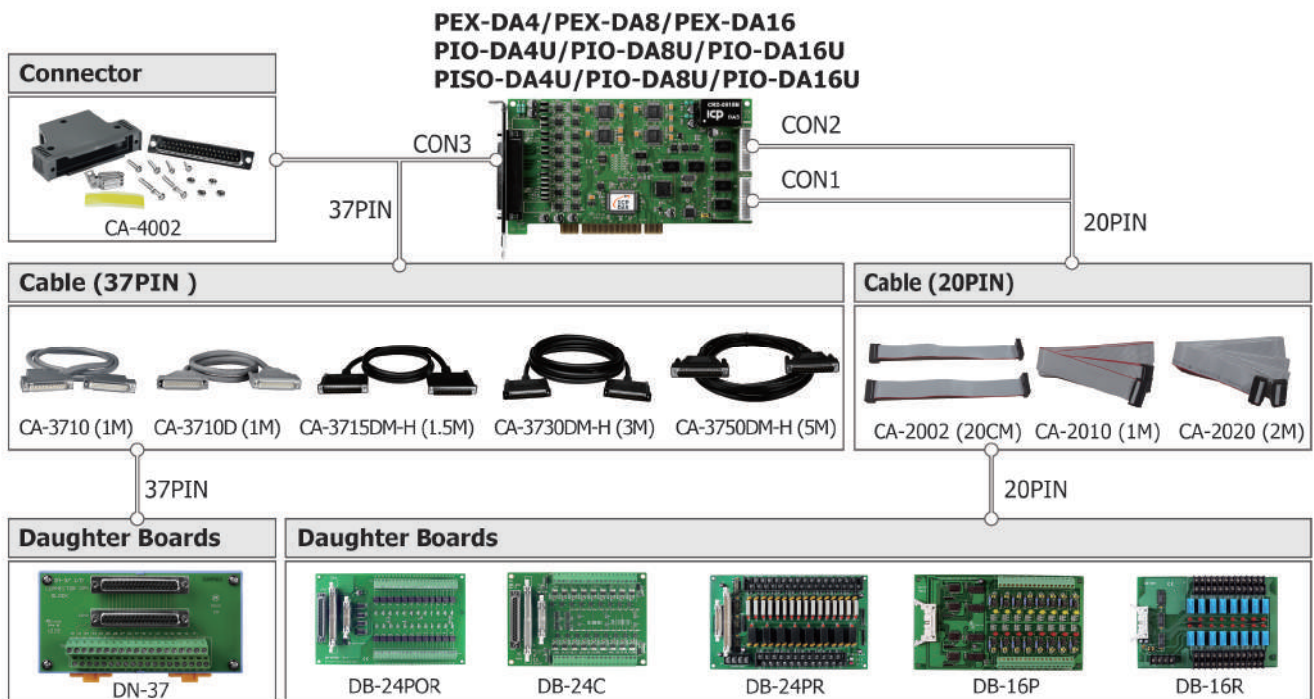 PEX-DA4/PEX-DA8/PEX-DA16
PIO-DA4U/PIO-DA8U/PIO-DA16U
PISO-DA4U/PIO-DA8U/PIO-DA16U
Connector
CA-4002
CON3
37PIN
CON2
CON1
20PIN
Cable (37PIN )
CA-3710 (1M) CA-3710D (1M) CA-3715DM-H (1.5M) CA-3730DM-H (3M) CA-3750DM-H (5M)
Cable (20PIN)
CA-2002 (20CM) CA-2010 (1M) CA-2020 (2M)
37PIN
20PIN
Daughter Boards
DN-37
Daughter Boards
DB-24POR DB-24C DB-24PR DB-16P DB-16R